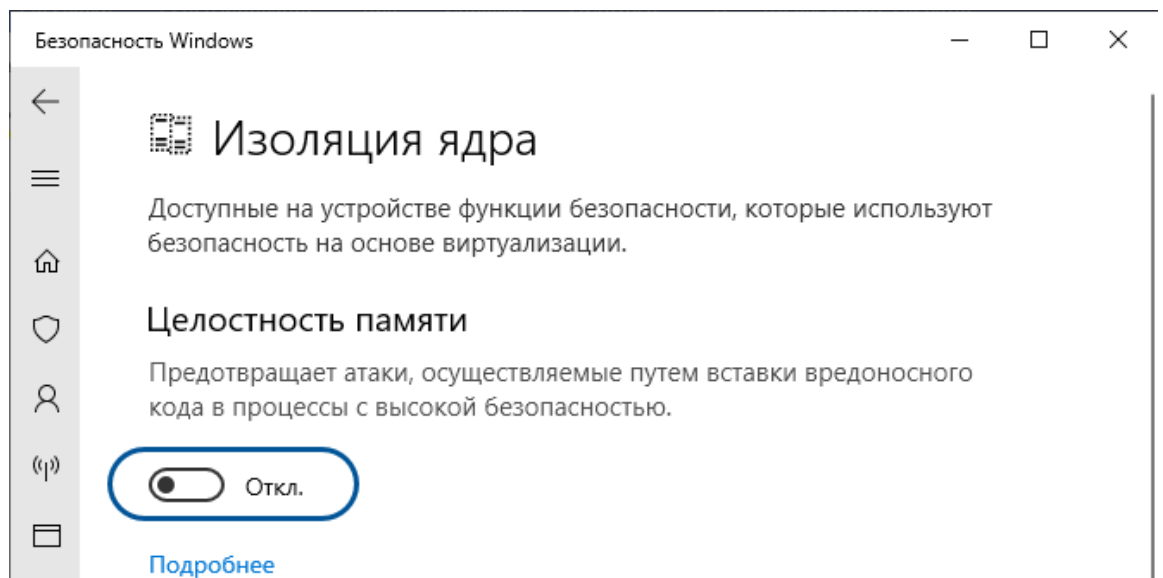 Безопасность Windows
Изоляция ядра
Доступные на устройстве функции безопасности, которые используют
безопасность на основе виртуализации.
Целостность памяти
Предотвращает атаки, осуществляемые путем вставки вредоносного
кода в процессы с высокой безопасностью.
Откл.
Подробнее